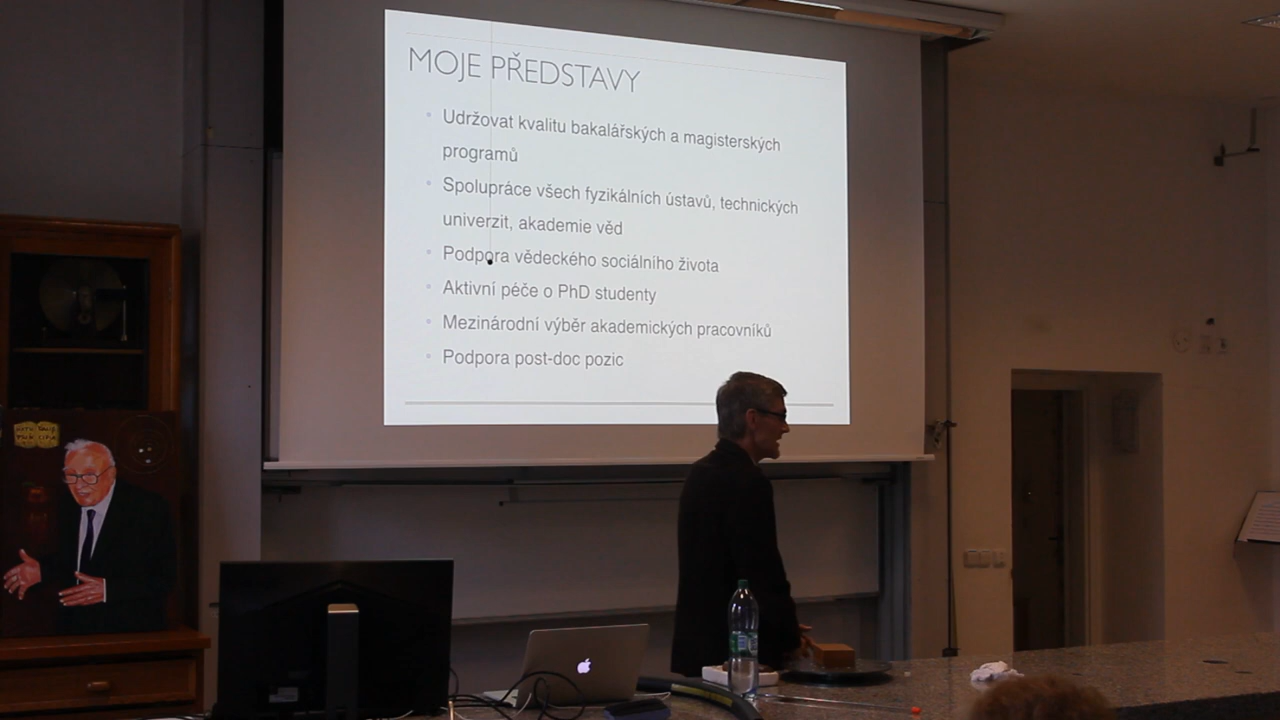 MOJE PŘEDSTAVY
Udržovat kvalitu bakalářských a magisterských
programů
Spolupráce všech fyzikálních ústavů, technických
univerzit, akademie věd
Podpora vědeckého sociálního života
Aktivní péče o PhD studenty
Mezinárodní výběr akademických pracovníků
Podpora post-doc pozic